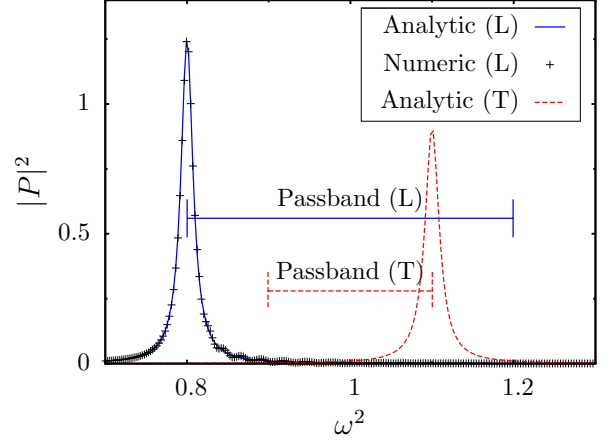 Analytic (L)
Numeric (L)
Analytic (T)
1
|P|²
Passband (L)
0.5
Passband (T)
0
0.8
1
1.2
ω²